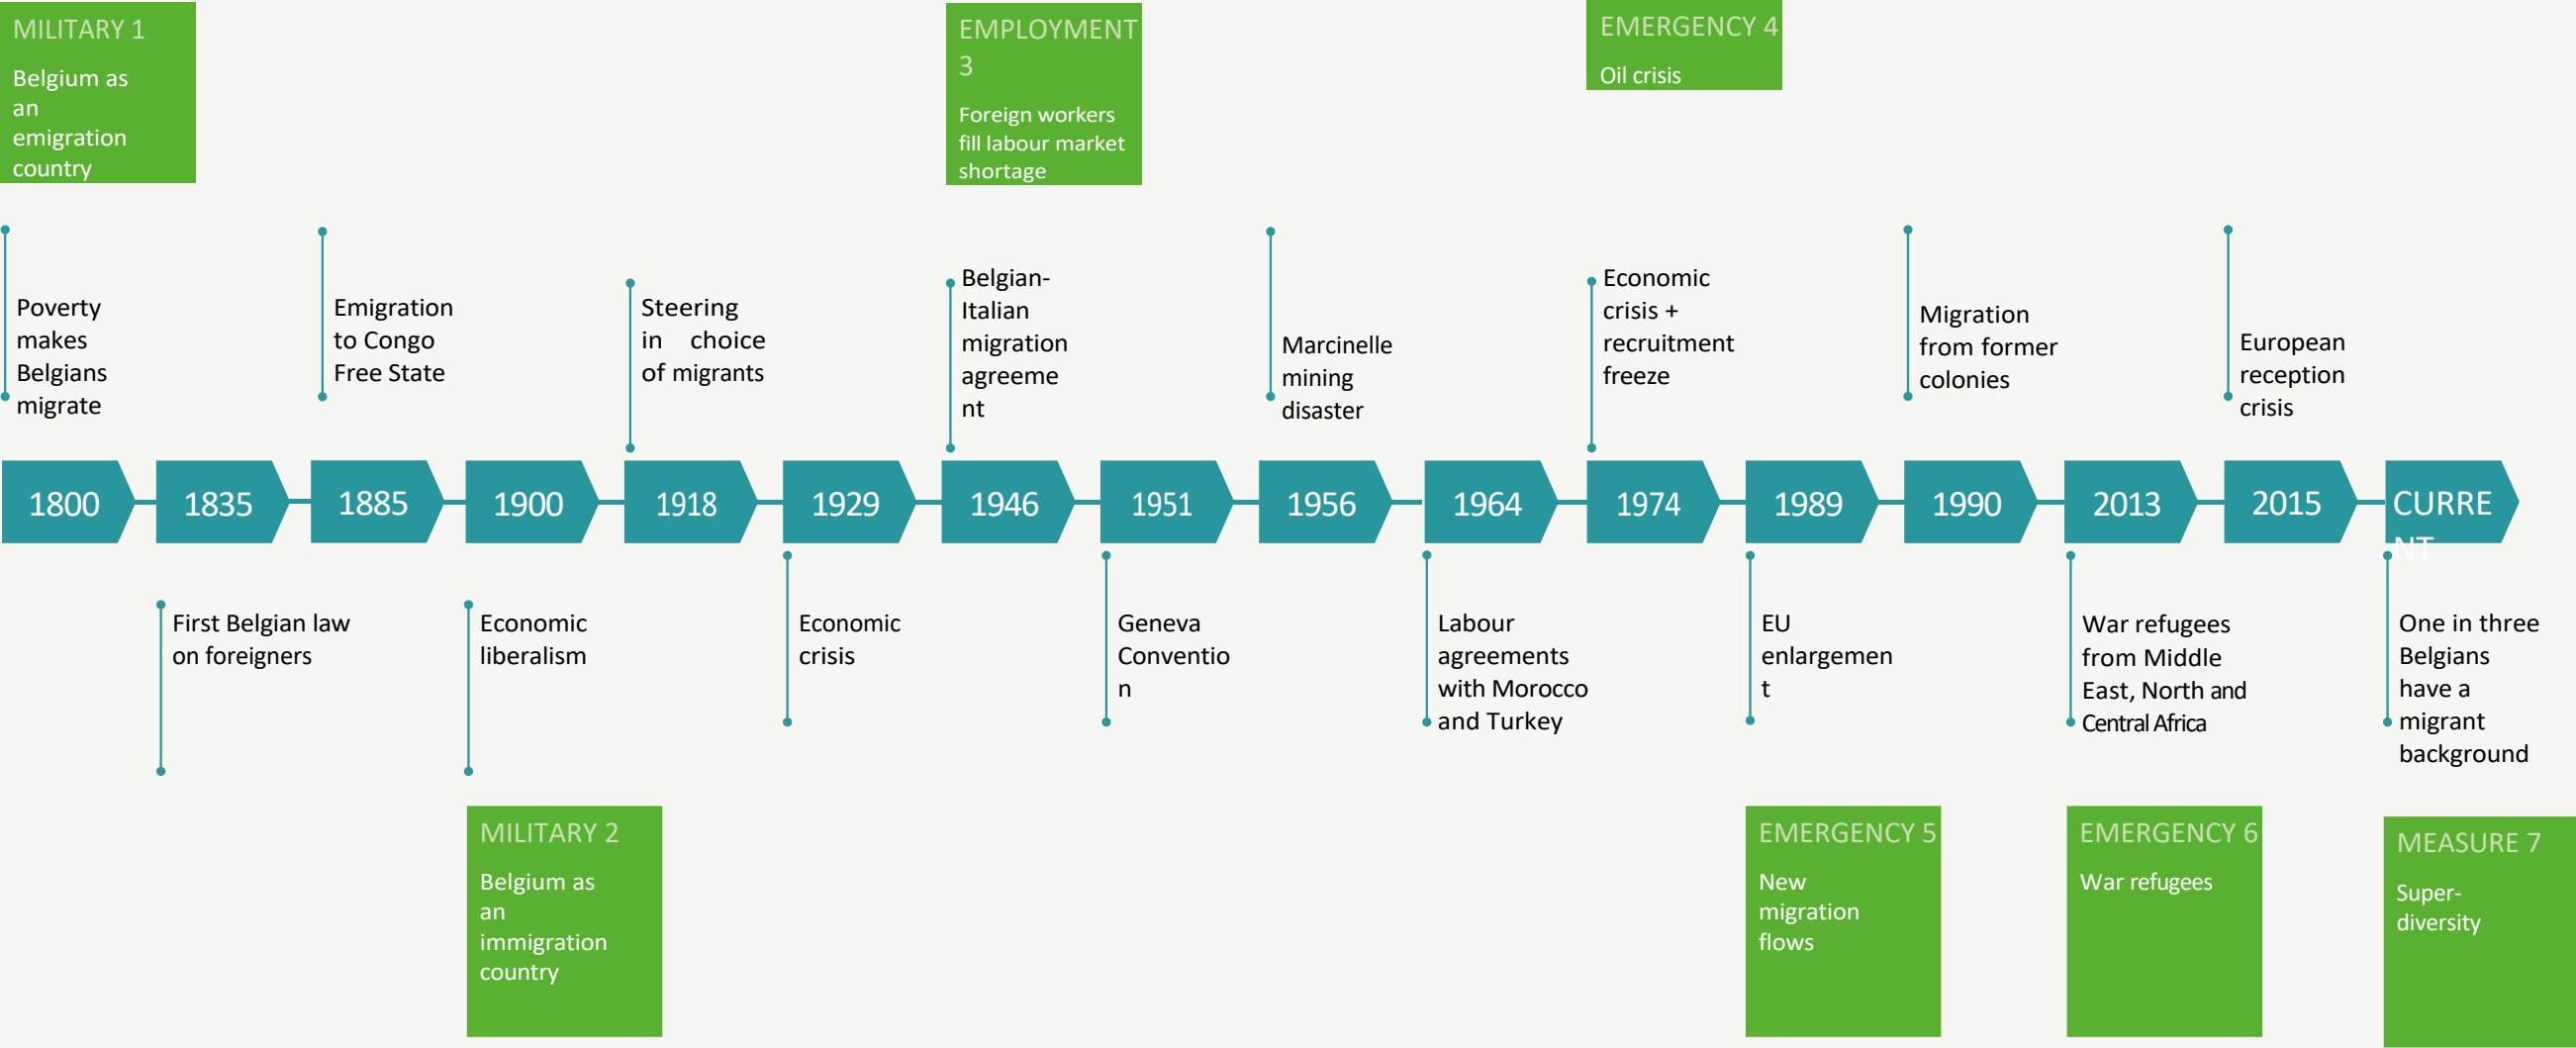 MILITARY 1
Belgium as
an
emigration
country
EMPLOYMENT
3
Foreign workers
fill labour market
shortage
EMERGENCY 4
Oil crisis
Poverty
makes
Belgians
migrate
Emigration
to Congo
Free State
Steering
in choice
of migrants
Belgian-
Italian
migration
agreeme
nt
Marcinelle
mining
disaster
Economic
crisis +
recruitment
freeze
Migration
from former
colonies
European
reception
crisis
1800
1835
1885
1900
1918
1929
1946
1951
1956
1964
1974
1989
1990
2013
2015
CURRE
NT
First Belgian law
on foreigners
Economic
liberalism
Economic
crisis
Geneva
Conventio
n
Labour
agreements
with Morocco
and Turkey
EU
enlargemen
t
War refugees
from Middle
East, North and
Central Africa
One in three
Belgians
have a
migrant
background
MILITARY 2
Belgium as
an
immigration
country
EMERGENCY 5
New
migration
flows
EMERGENCY 6
War refugees
MEASURE 7
Super-
diversity